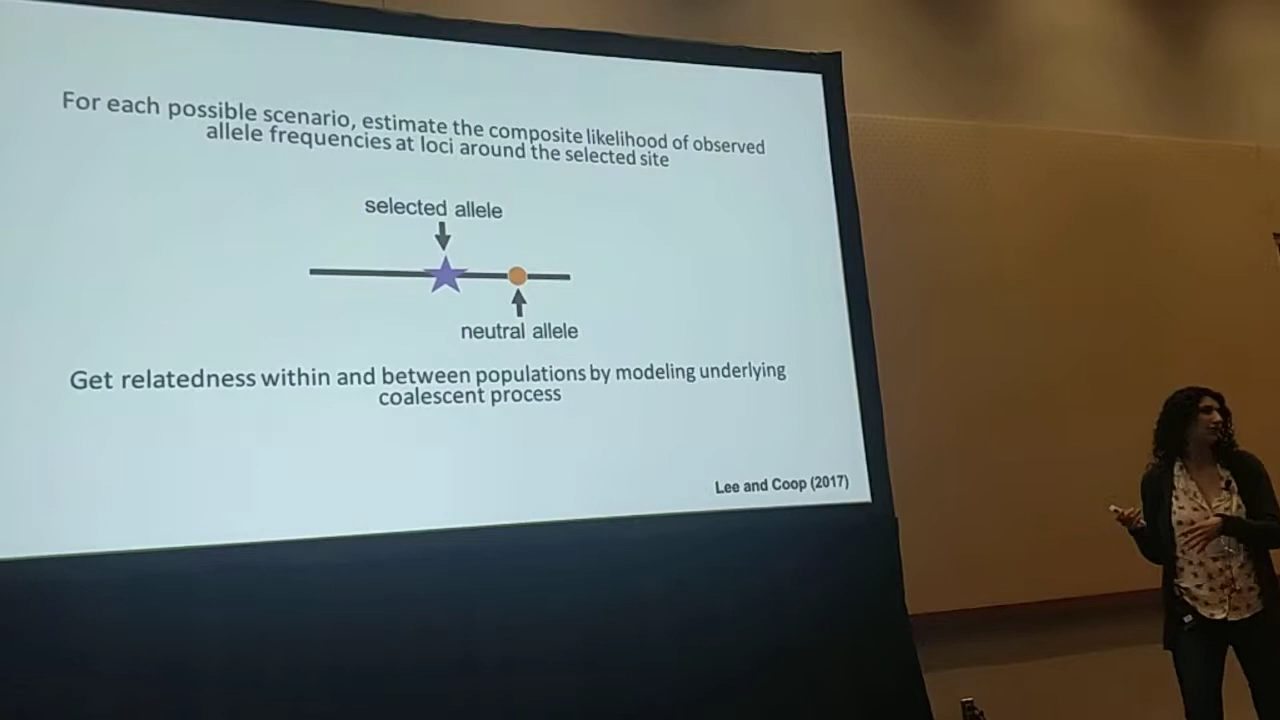 For each possible scenario, estimate the composite likelihood of observed
allele frequencies at loci around the selected site
selected allele
neutral allele
Get relatedness within and between populations by modeling underlying
coalescent process
Lee and Coop (2017)